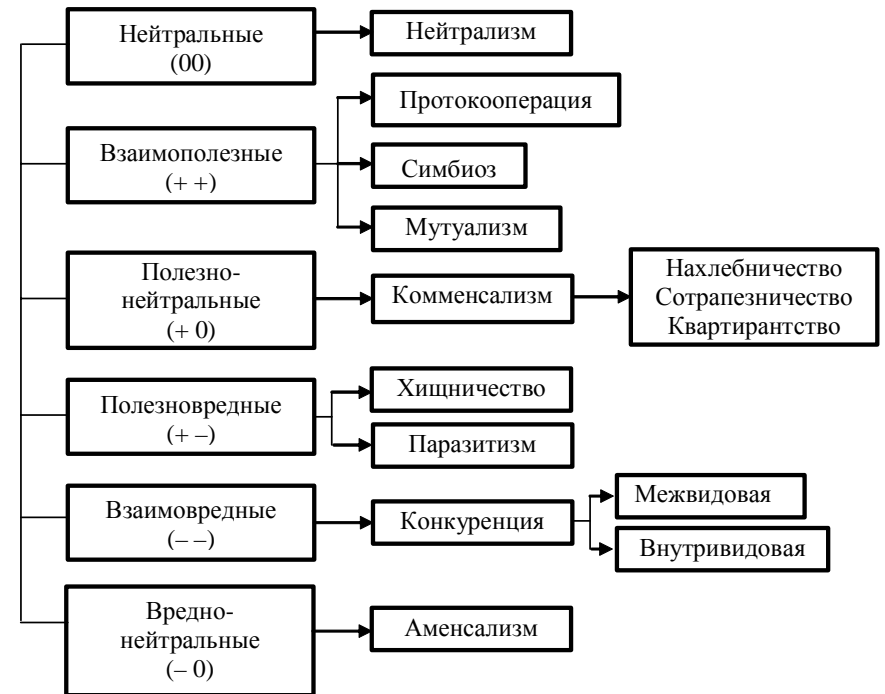 Нейтральные
(00)
Нейтрализм
Взаимополезные
(+ +)
Протокооперация
Симбиоз
Мутуализм
Полезно-
нейтральные
(+ 0)
Комменсализм
Нахлебничество
Сотрапезничество
Квартирантство
Полезновредные
(+ –)
Хищничество
Паразитизм
Взаимовредные
(– –)
Конкуренция
Межвидовая
Внутривидовая
Вредно-
нейтральные
(– 0)
Аменсализм